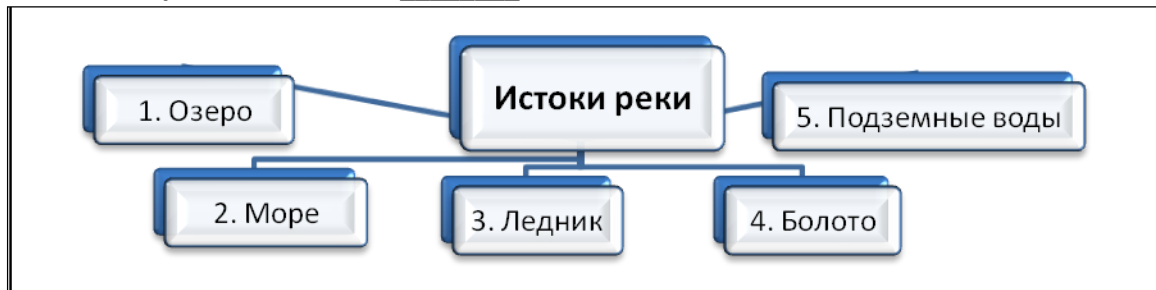 Истоки реки
1. Озеро
5. Подземные воды
2. Море
3. Ледник
4. Болото